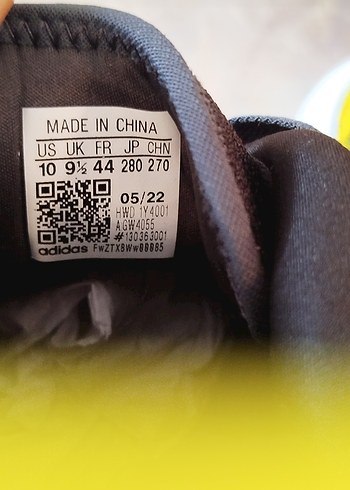 MADE IN CHINA
US UK FR JP CHN
10 9½ 44 280 270
05/22
HWD 1Y4001
AGW4055
#130363001
adidas